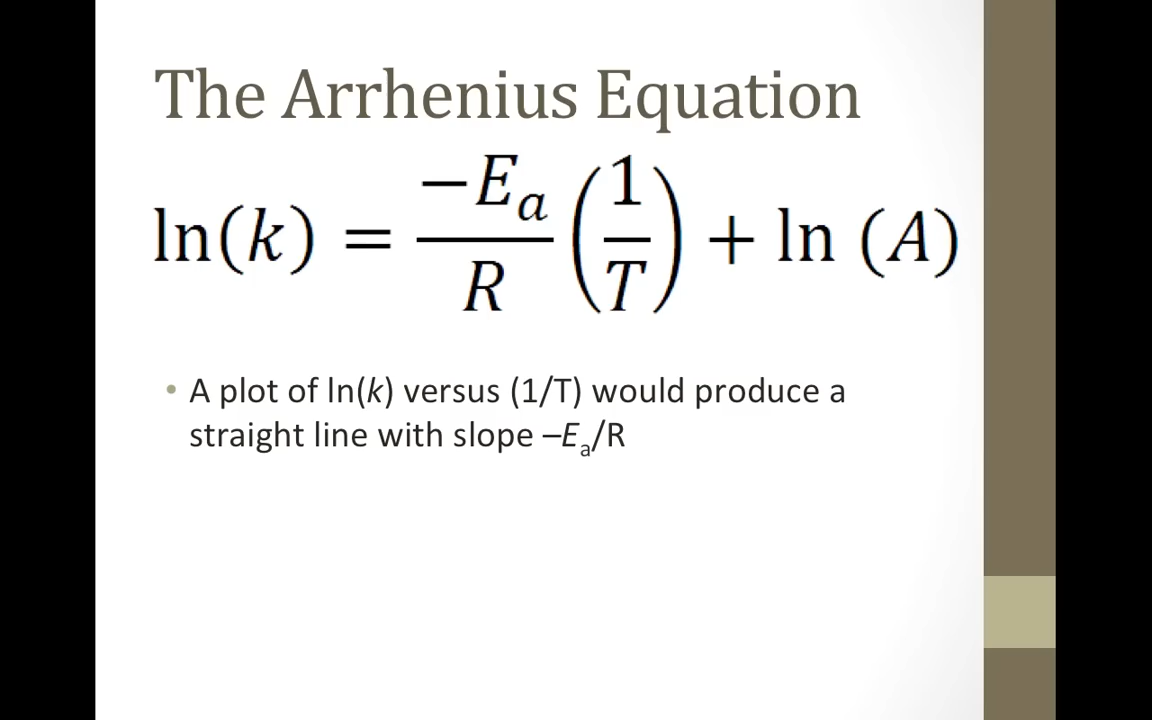 The Arrhenius Equation
ln(k) = −Eₐ/R (1/T) + ln (A)
• A plot of ln(k) versus (1/T) would produce a
straight line with slope –Eₐ/R